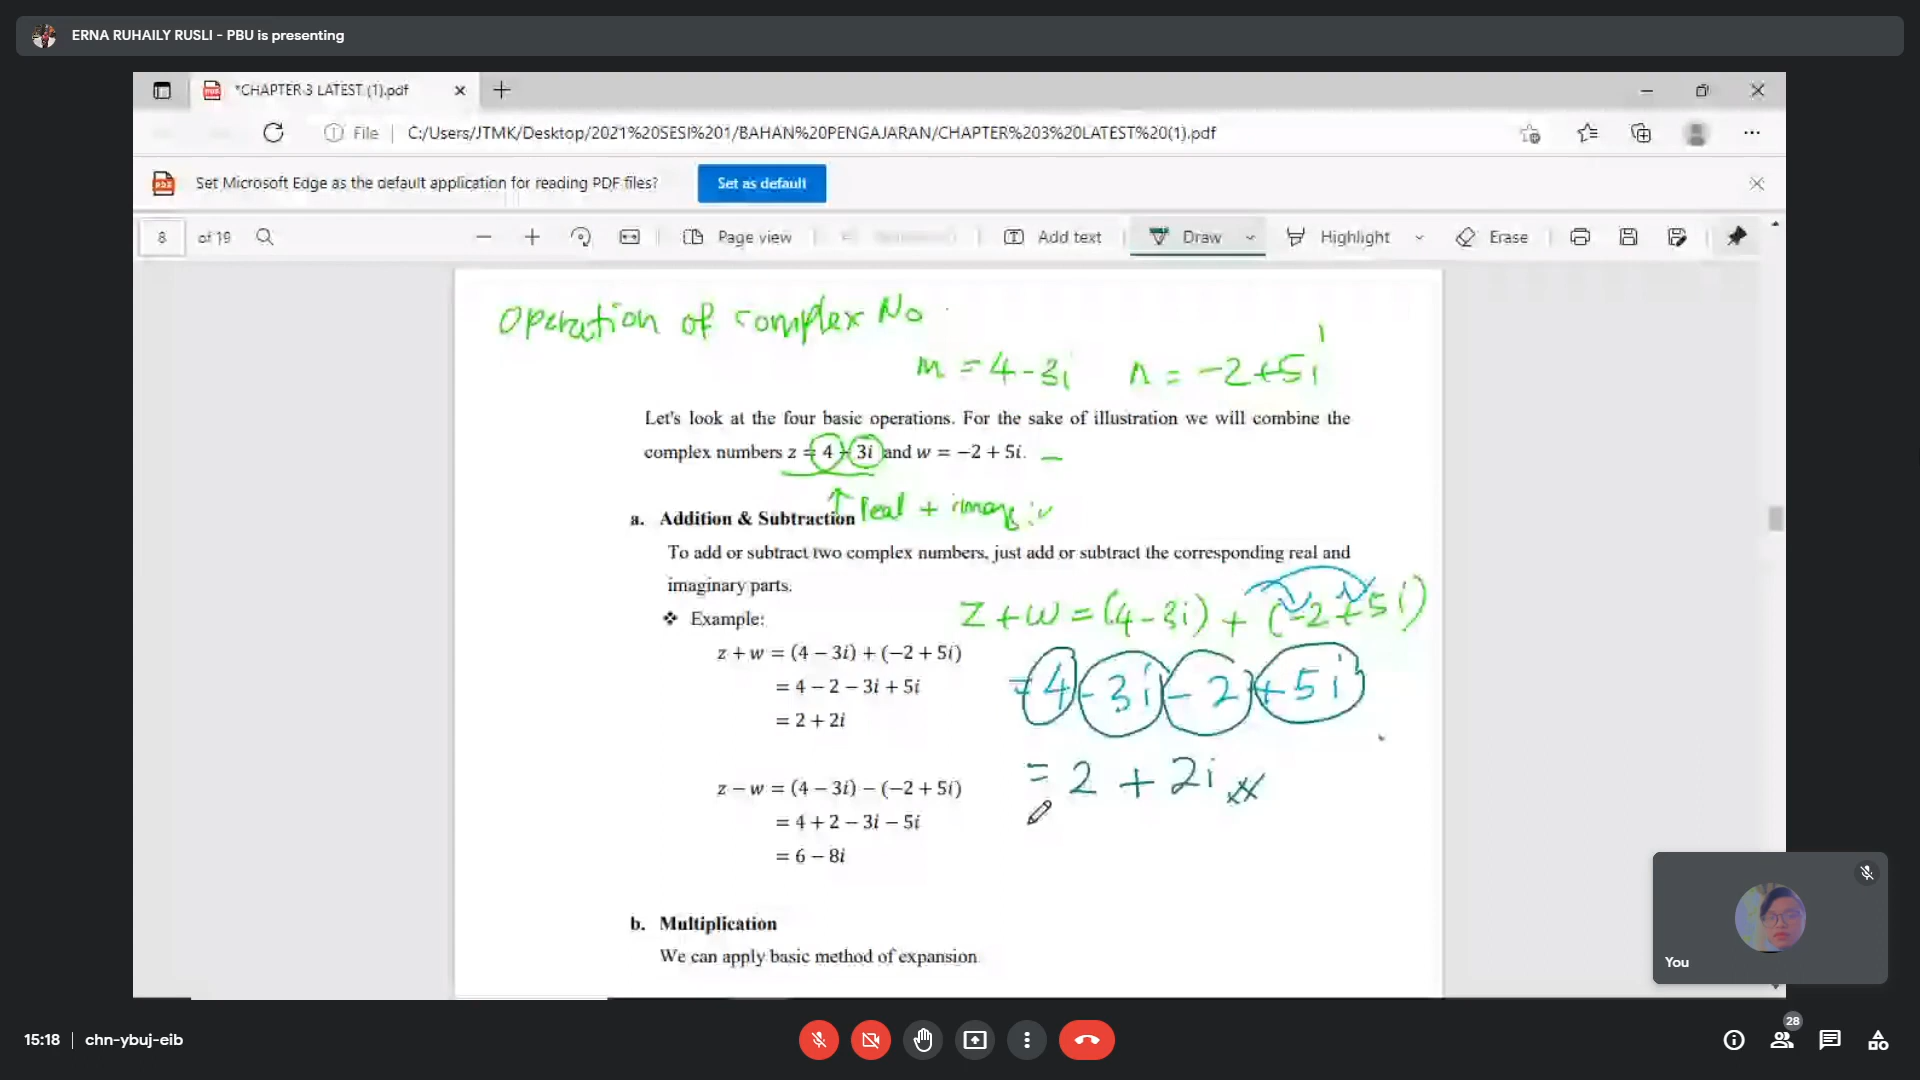 ERNA RUHAILY RUSLI - PBU is presenting
*CHAPTER 3 LATEST (1).pdf
File | C:/Users/JTMK/Desktop/2021%20SESI%201/BAHAN%20PENGAJARAN/CHAPTER%203%20LATEST%20(1).pdf
Set Microsoft Edge as the default application for reading PDF files? Set as default
8 of 19 Page view Add text Draw Highlight Erase
Operation of complex No
m = 4 - 3i n = -2 + 5i
Let's look at the four basic operations. For the sake of illustration we will combine the
complex numbers z = 4 - 3i and w = −2 + 5i.
↑ Real +
a. Addition & Subtraction
To add or subtract two complex numbers, just add or subtract the corresponding real and
imaginary parts.
❖ Example:
z + w = (4 − 3i) + (−2 + 5i)
= 4 − 2 − 3i + 5i
= 2 + 2i
z + w = (4 - 3i) + (-2 + 5i)
= 4 - 3i - 2 + 5i
= 2 + 2i
z − w = (4 − 3i) − (−2 + 5i)
= 4 + 2 − 3i − 5i
= 6 − 8i
b. Multiplication
We can apply basic method of expansion
You
15:18 | chn-ybuj-eib
28